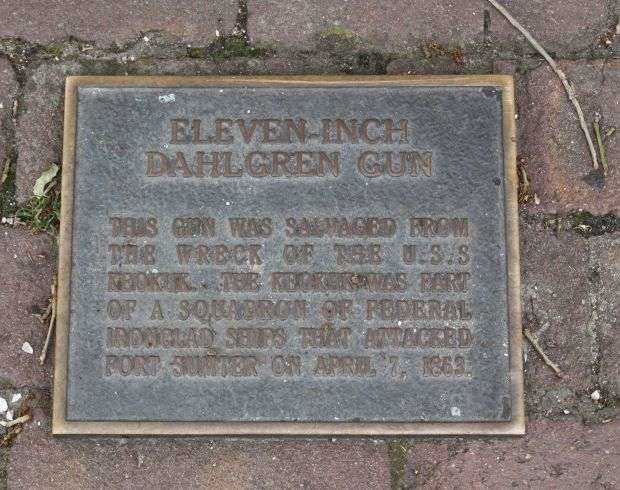 ELEVEN-INCH
DAHLGREN GUN
THIS GUN WAS SALVAGED FROM
THE WRECK OF THE U.S.S
KEOKUK. THE KEOKUK WAS PART
OF A SQUADRON OF FEDERAL
IRONCLAD SHIPS THAT ATTACKED
FORT SUMTER ON APRIL 7, 1863.